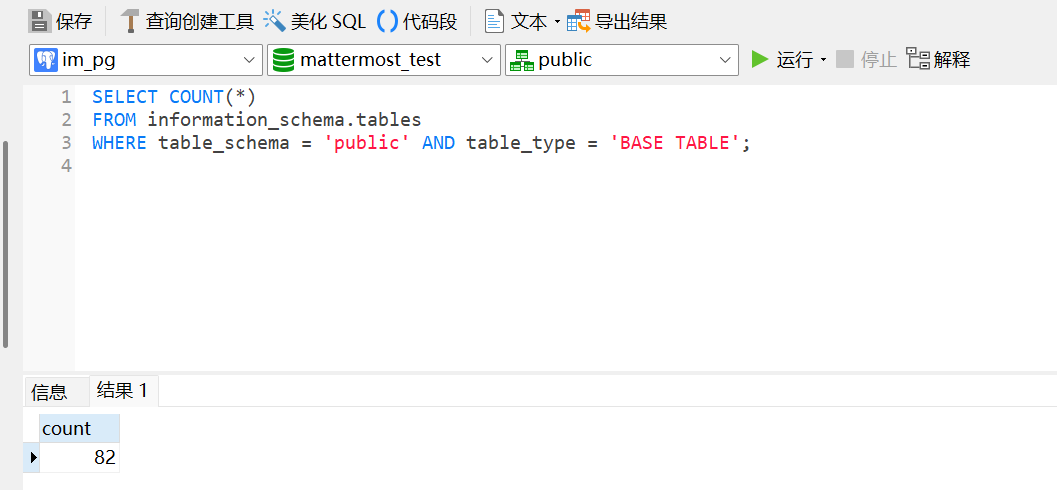 保存 查询创建工具 美化 SQL 代码段 文本 导出结果
im_pg mattermost_test public 运行 停止 解释
1 SELECT COUNT(*)
2 FROM information_schema.tables
3 WHERE table_schema = 'public' AND table_type = 'BASE TABLE';
4
信息 结果 1
count
82